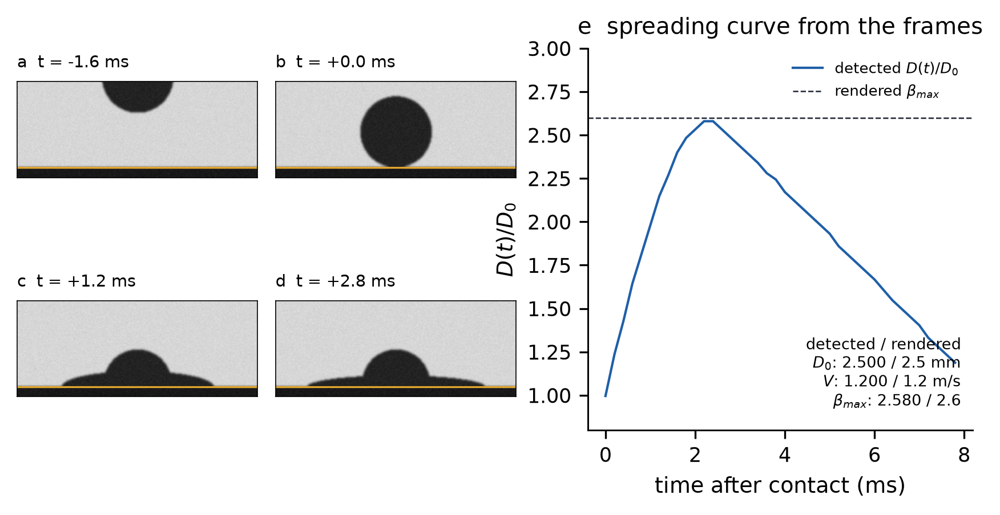 a  t = -1.6 ms
b  t = +0.0 ms
c  t = +1.2 ms
d  t = +2.8 ms
e  spreading curve from the frames
D(t)/D₀
3.00
2.75
2.50
2.25
2.00
1.75
1.50
1.25
1.00
detected D(t)/D₀
rendered βmax
detected / rendered
D₀: 2.500 / 2.5 mm
V: 1.200 / 1.2 m/s
βmax: 2.580 / 2.6
0 2 4 6 8
time after contact (ms)